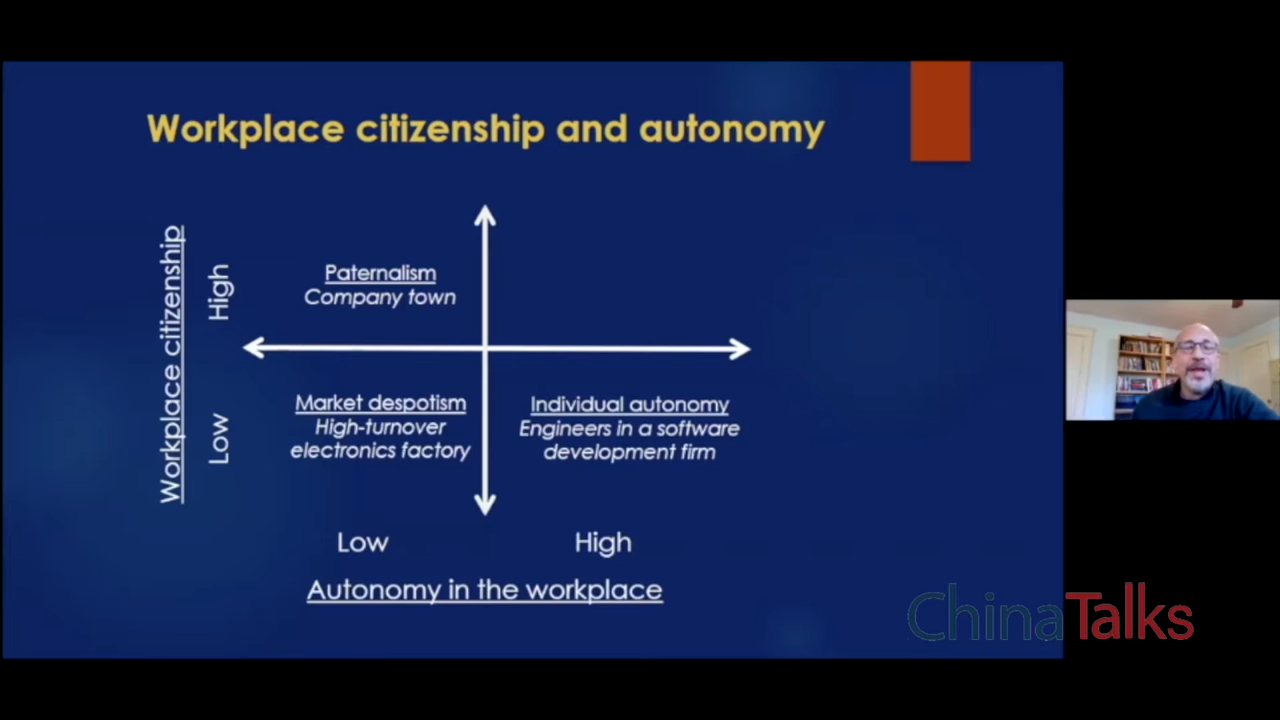 Workplace citizenship and autonomy
Workplace citizenship
High
Low
Paternalism
Company town
Market despotism
High-turnover
electronics factory
Individual autonomy
Engineers in a software
development firm
Low
High
Autonomy in the workplace
ChinaTalks